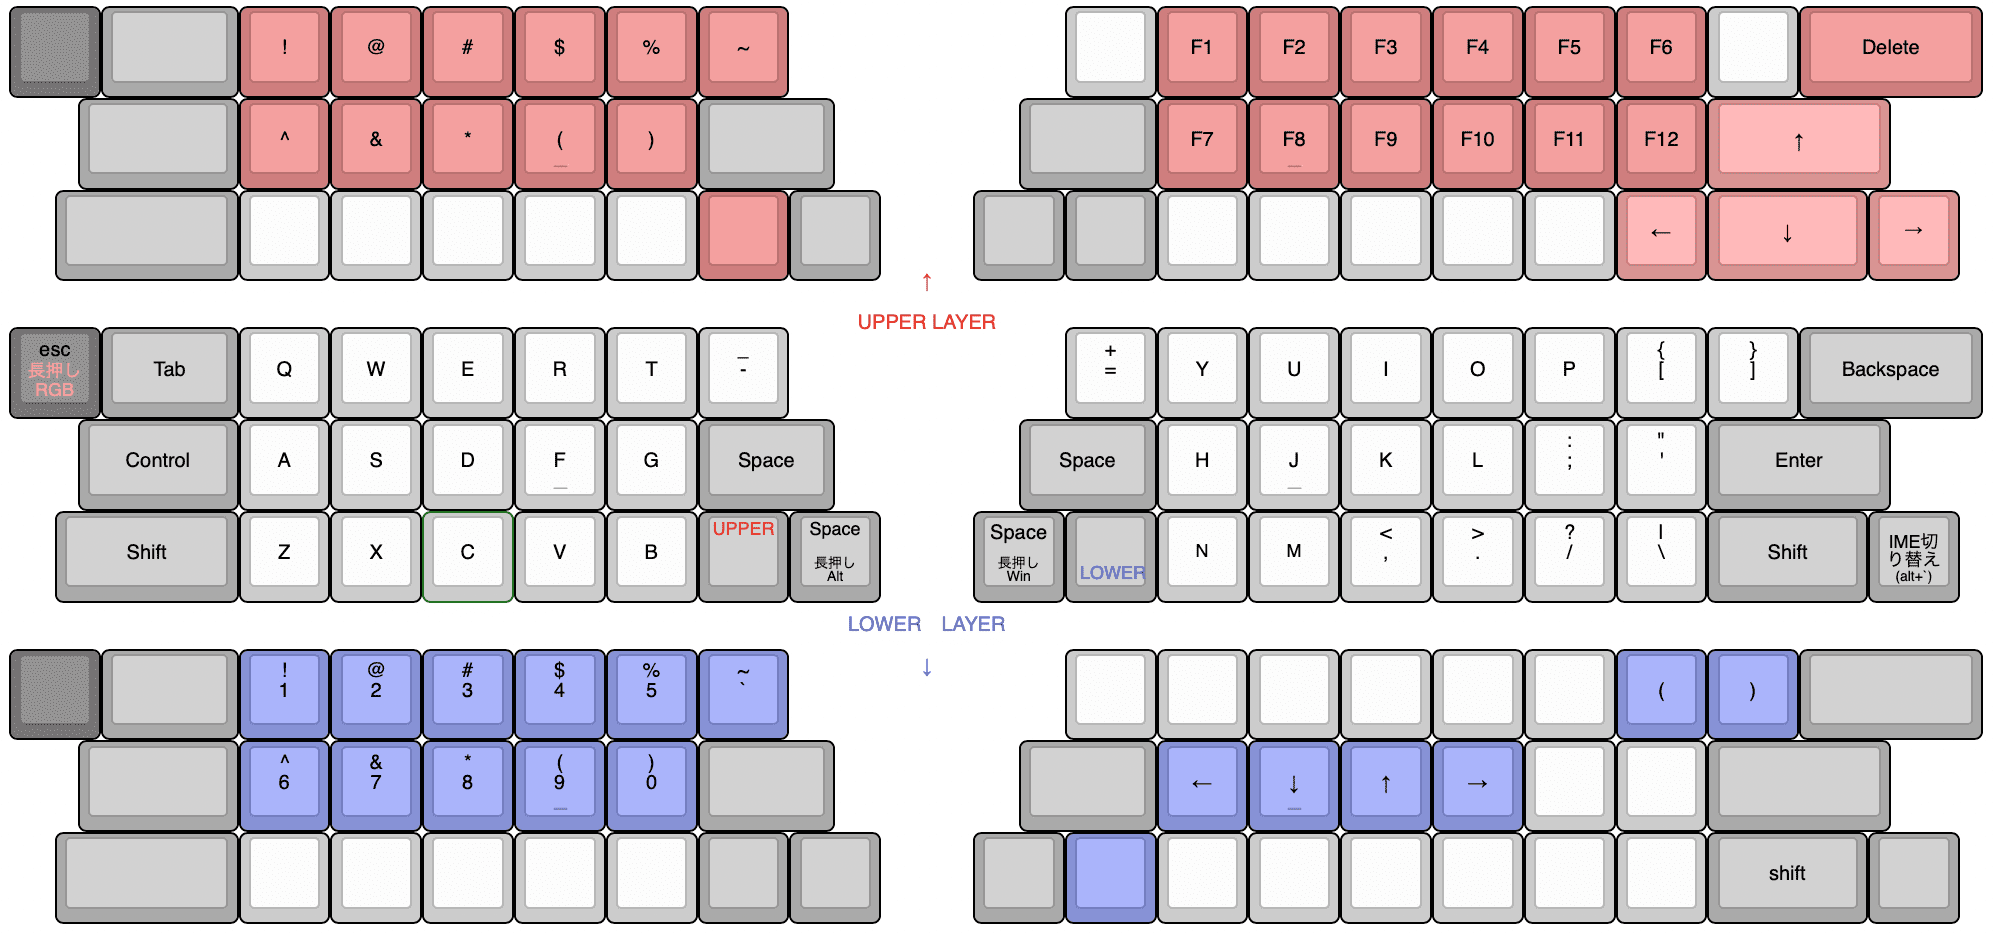 ! @ # $ % ~ F1 F2 F3 F4 F5 F6 Delete
^ & * ( ) F7 F8 F9 F10 F11 F12 ↑
_ _
← ↓ →
↑
UPPER LAYER
esc
長押し
RGB
Tab Q W E R T
_
-
+
=
Y U I O P
{
[
}
]
Backspace
Control A S D F G Space
_
Space H J K L
_
:
;
"
'
Enter
Shift Z X C V B UPPER
Space
長押し
Alt
Space
長押し
Win
LOWER
N M
<
,
>
.
?
/
|
\
Shift
IME切
り替え
(alt+`)
LOWER LAYER
↓
! @ # $ % ~
1 2 3 4 5 `
( )
^ & * ( )
6 7 8 9 0
_
← ↓ ↑ →
_
shift